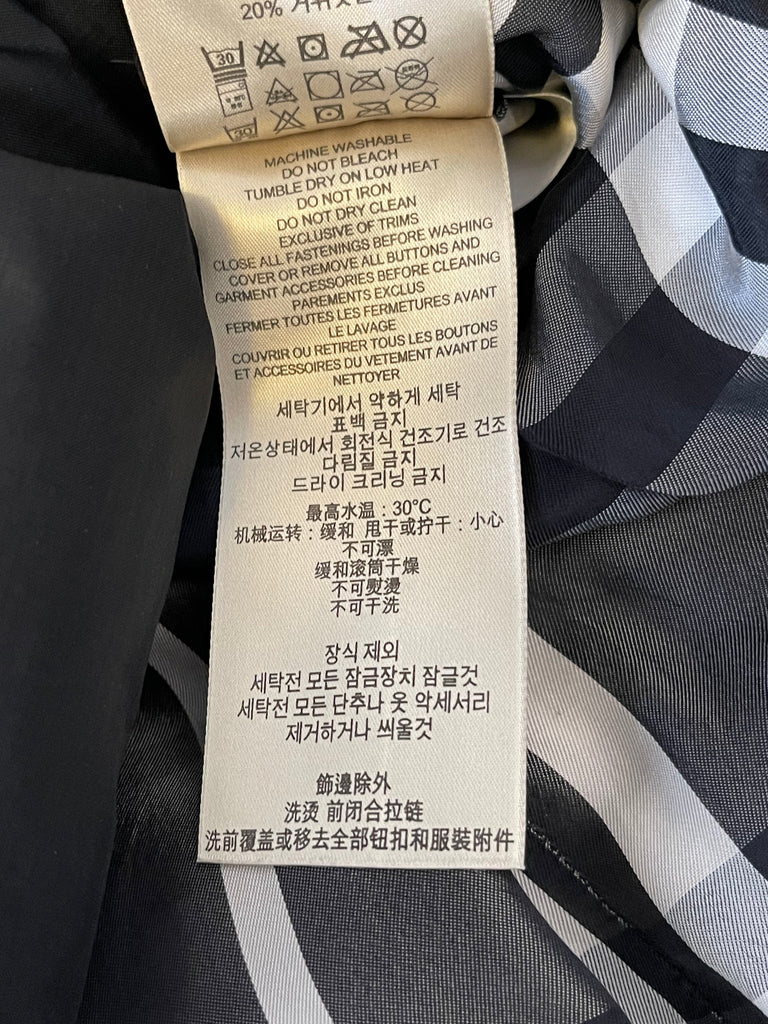 20%
30
30
MACHINE WASHABLE
DO NOT BLEACH
TUMBLE DRY ON LOW HEAT
DO NOT IRON
DO NOT DRY CLEAN
EXCLUSIVE OF TRIMS
CLOSE ALL FASTENINGS BEFORE WASHING
COVER OR REMOVE ALL BUTTONS AND
GARMENT ACCESSORIES BEFORE CLEANING
PAREMENTS EXCLUS
FERMER TOUTES LES FERMETURES AVANT
LE LAVAGE
COUVRIR OU RETIRER TOUS LES BOUTONS
ET ACCESSOIRES DU VETEMENT AVANT DE
NETTOYER
세탁기에서 약하게 세탁
표백 금지
저온상태에서 회전식 건조기로 건조
다림질 금지
드라이 크리닝 금지
最高水温：30°C
机械运转：缓和 甩干或拧干：小心
不可漂
缓和滚筒干燥
不可熨燙
不可干洗
장식 제외
세탁전 모든 잠금장치 잠글것
세탁전 모든 단추나 옷 악세서리
제거하거나 씌울것
飾邊除外
洗烫 前闭合拉链
洗前覆盖或移去全部钮扣和服裝附件